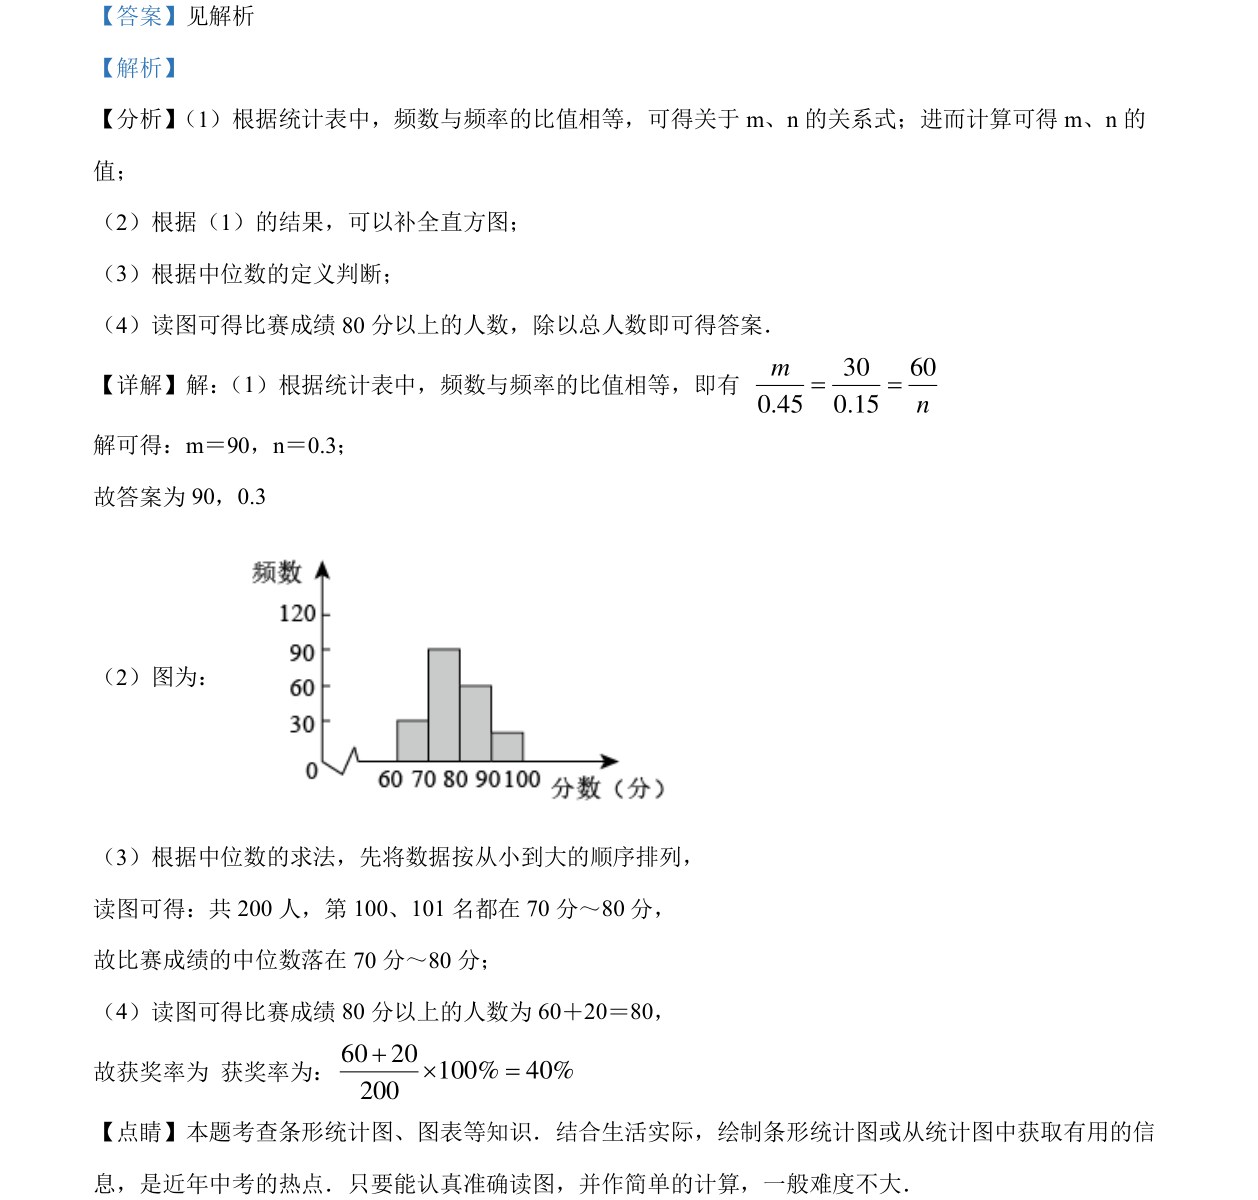 【答案】见解析
【解析】
【分析】（1）根据统计表中，频数与频率的比值相等，可得关于 m、n 的关系式；进而计算可得 m、n 的
值；
（2）根据（1）的结果，可以补全直方图；
（3）根据中位数的定义判断；
（4）读图可得比赛成绩 80 分以上的人数，除以总人数即可得答案．
【详解】解：（1）根据统计表中，频数与频率的比值相等，即有 m/0.45 = 30/0.15 = 60/n
解可得：m＝90，n＝0.3；
故答案为 90，0.3
（2）图为：
频数
120
90
60
30
0
60 70 80 90 100 分数（分）
（3）根据中位数的求法，先将数据按从小到大的顺序排列，
读图可得：共 200 人，第 100、101 名都在 70 分～80 分，
故比赛成绩的中位数落在 70 分～80 分；
（4）读图可得比赛成绩 80 分以上的人数为 60＋20＝80，
故获奖率为 获奖率为：(60+20)/200 ×100% = 40%
【点睛】本题考查条形统计图、图表等知识．结合生活实际，绘制条形统计图或从统计图中获取有用的信
息，是近年中考的热点．只要能认真准确读图，并作简单的计算，一般难度不大．